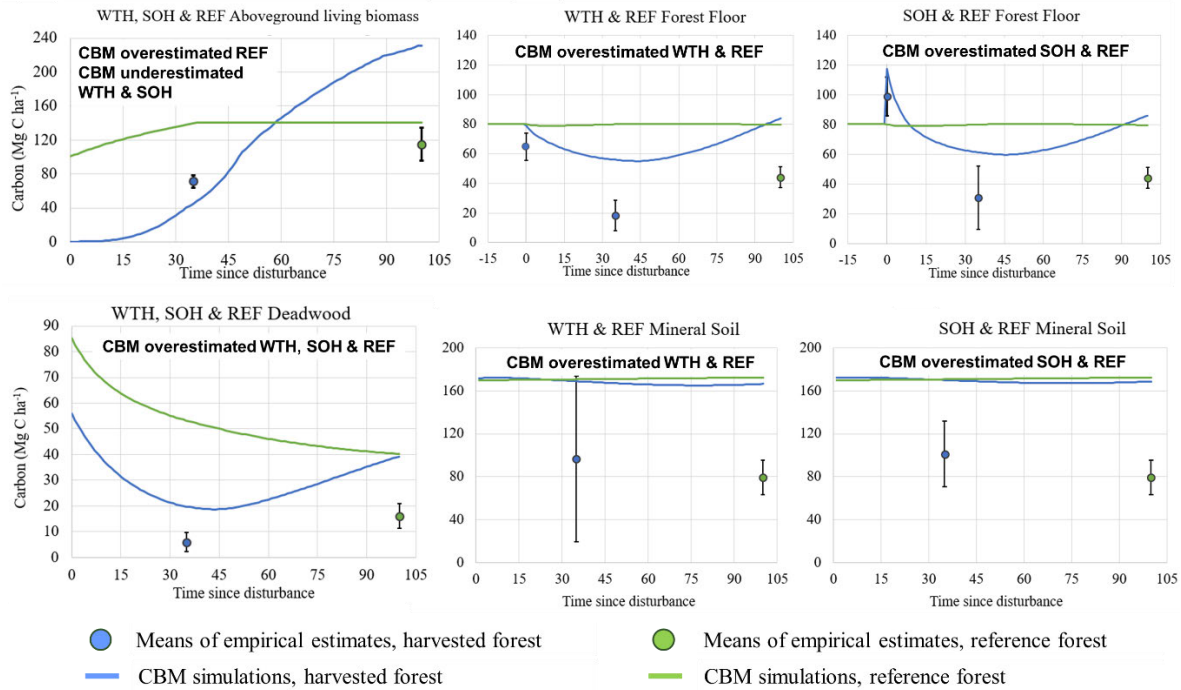 WTH, SOH & REF Aboveground living biomass
CBM overestimated REF
CBM underestimated
WTH & SOH
Carbon (Mg C ha⁻¹)
240
200
160
120
80
40
0
0 15 30 45 60 75 90 105
Time since disturbance
WTH & REF Forest Floor
CBM overestimated WTH & REF
140
120
100
80
60
40
20
0
-15 0 15 30 45 60 75 90 105
Time since disturbance
SOH & REF Forest Floor
CBM overestimated SOH & REF
140
120
100
80
60
40
20
0
-15 0 15 30 45 60 75 90 105
Time since disturbance
WTH, SOH & REF Deadwood
CBM overestimated WTH, SOH & REF
Carbon (Mg C ha⁻¹)
90
80
70
60
50
40
30
20
10
0
0 15 30 45 60 75 90 105
Time since disturbance
WTH & REF Mineral Soil
CBM overestimated WTH & REF
200
160
120
80
40
0
0 15 30 45 60 75 90 105
Time since disturbance
SOH & REF Mineral Soil
CBM overestimated SOH & REF
200
160
120
80
40
0
0 15 30 45 60 75 90 105
Time since disturbance
Means of empirical estimates, harvested forest
Means of empirical estimates, reference forest
CBM simulations, harvested forest
CBM simulations, reference forest